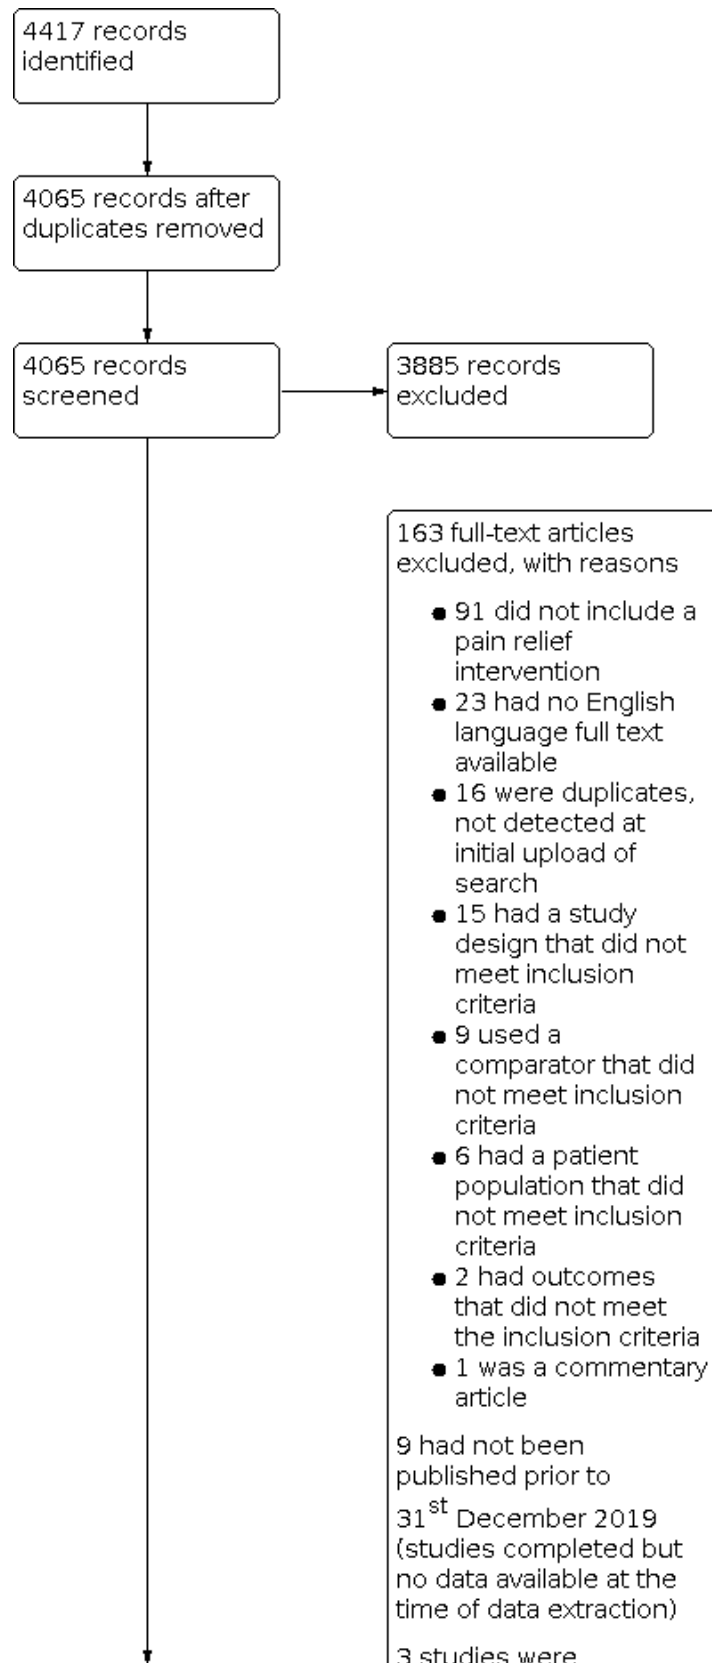 4417 records
identified
4065 records after
duplicates removed
4065 records
screened
3885 records
excluded
163 full-text articles
excluded, with reasons
● 91 did not include a
pain relief
intervention
● 23 had no English
language full text
available
● 16 were duplicates,
not detected at
initial upload of
search
● 15 had a study
design that did not
meet inclusion
criteria
● 9 used a
comparator that did
not meet inclusion
criteria
● 6 had a patient
population that did
not meet inclusion
criteria
● 2 had outcomes
that did not meet
the inclusion criteria
● 1 was a commentary
article
9 had not been
published prior to
31st December 2019
(studies completed but
no data available at the
time of data extraction)
3 studies were